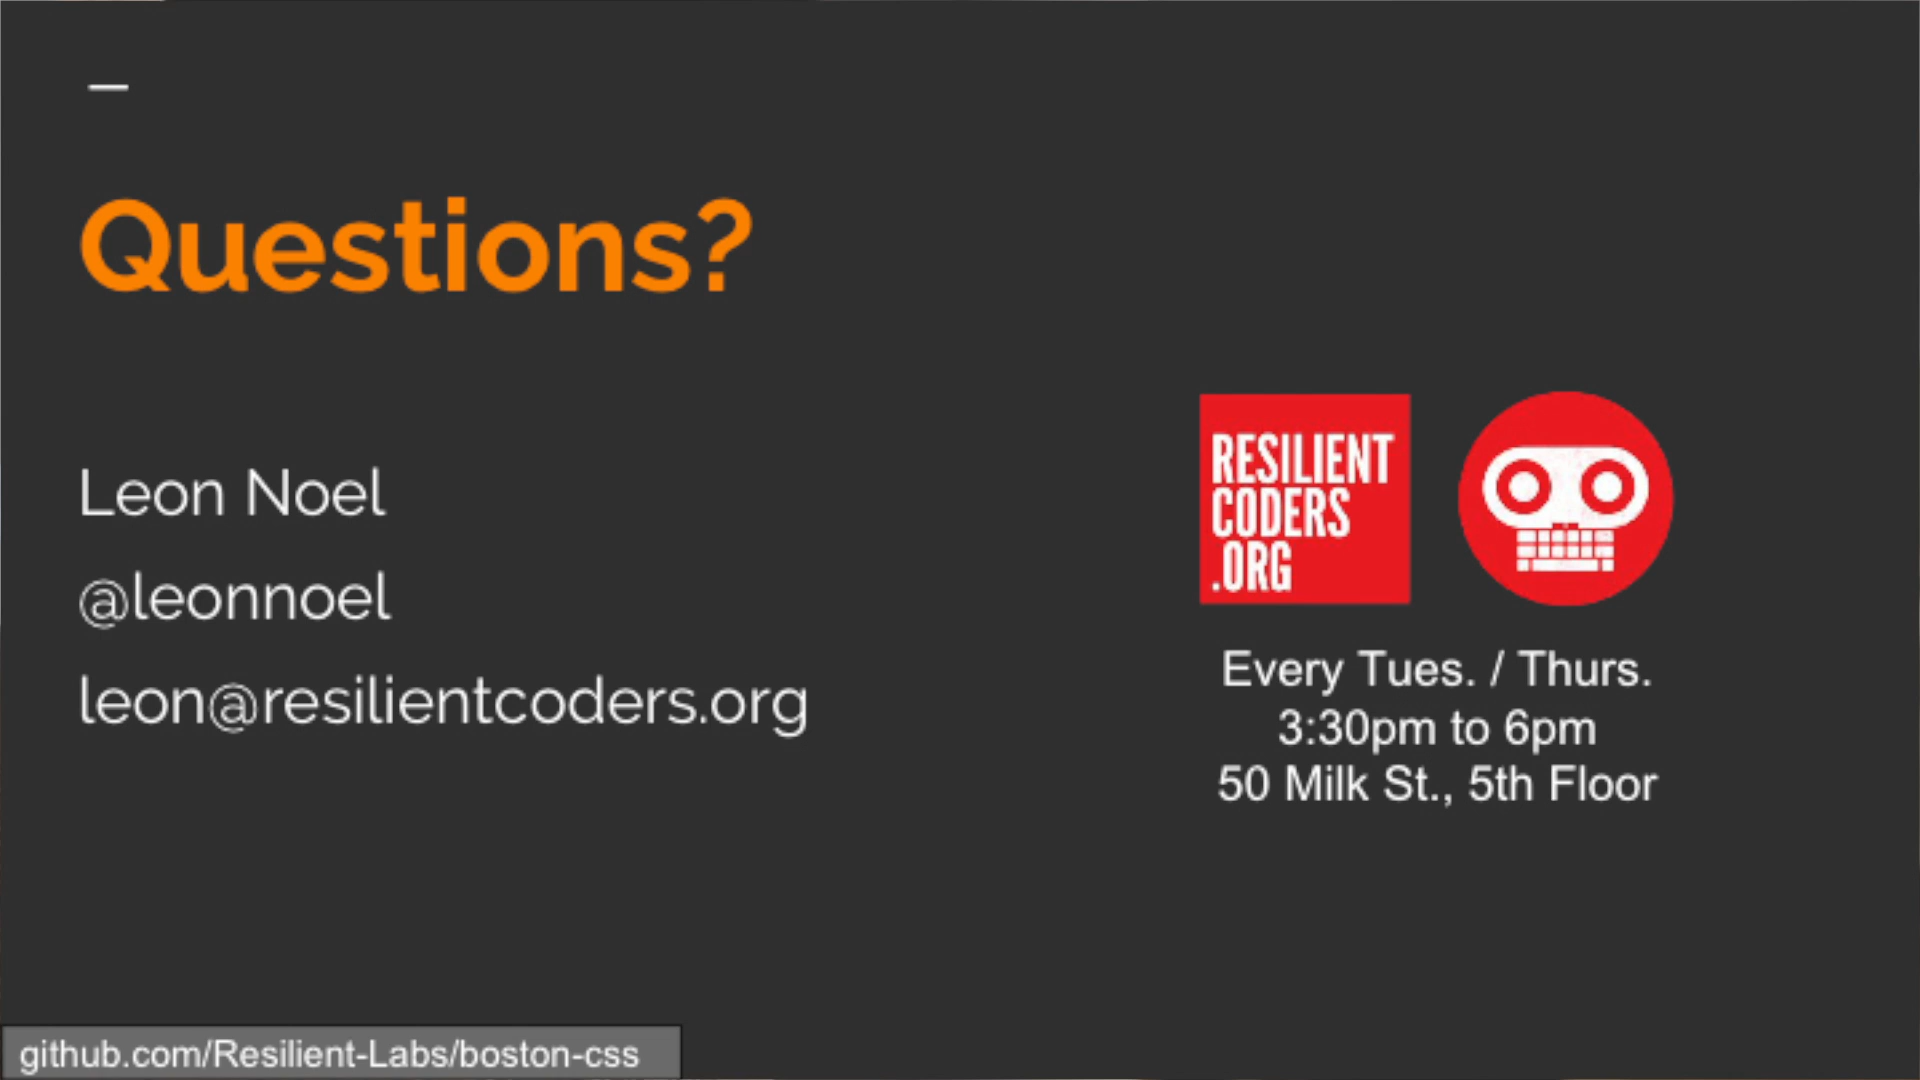 Questions?
Leon Noel
@leonnoel
leon@resilientcoders.org
RESILIENT
CODERS
.ORG
Every Tues. / Thurs.
3:30pm to 6pm
50 Milk St., 5th Floor
github.com/Resilient-Labs/boston-css